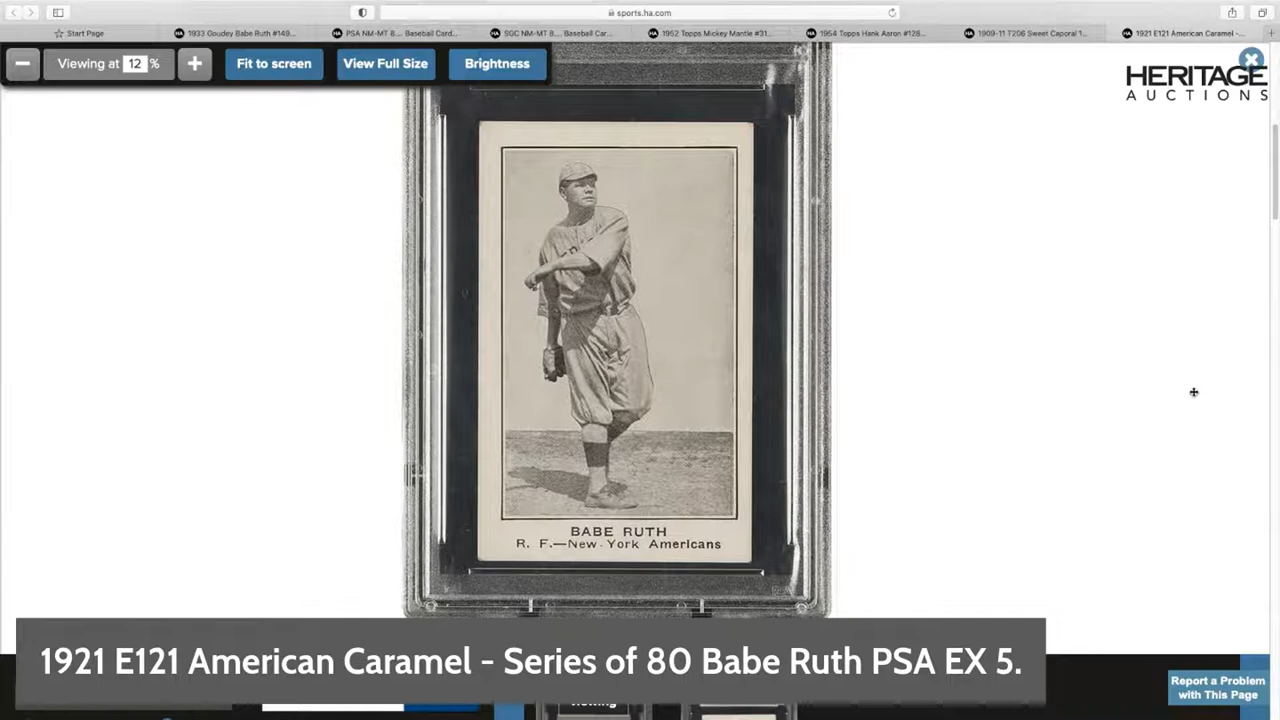 sports.ha.com
Start Page
1933 Goudey Babe Ruth #149...
PSA NM-MT 8.... Baseball Card...
SGC NM-MT 8.... Baseball Car...
1952 Topps Mickey Mantle #31...
1954 Topps Hank Aaron #128...
1909-11 T206 Sweet Caporal 1...
1921 E121 American Caramel -...
Viewing at 12 %
Fit to screen
View Full Size
Brightness
HERITAGE
AUCTIONS
BABE RUTH
R. F.—New York Americans
1921 E121 American Caramel - Series of 80 Babe Ruth PSA EX 5.
viewing
Report a Problem
with This Page